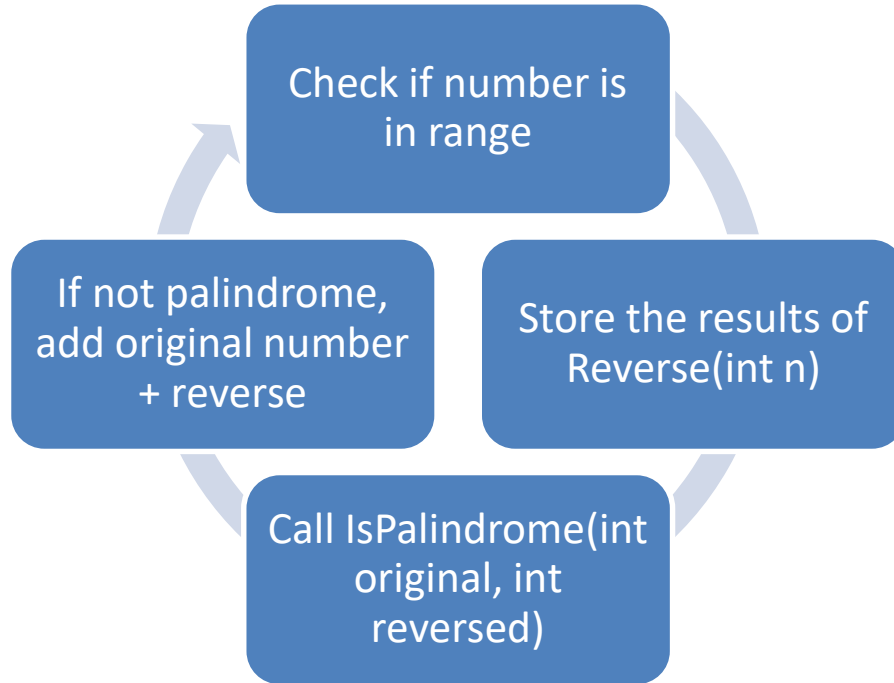 Check if number is
in range
Store the results of
Reverse(int n)
Call IsPalindrome(int
original, int
reversed)
If not palindrome,
add original number
+ reverse